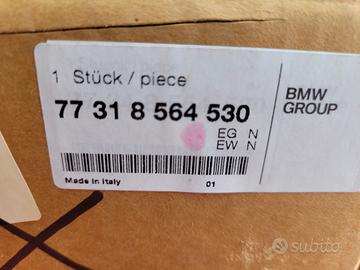 1 Stück / piece
77 31 8 564 530
EG N
EW N
Made in Italy
01
BMW
GROUP
subito